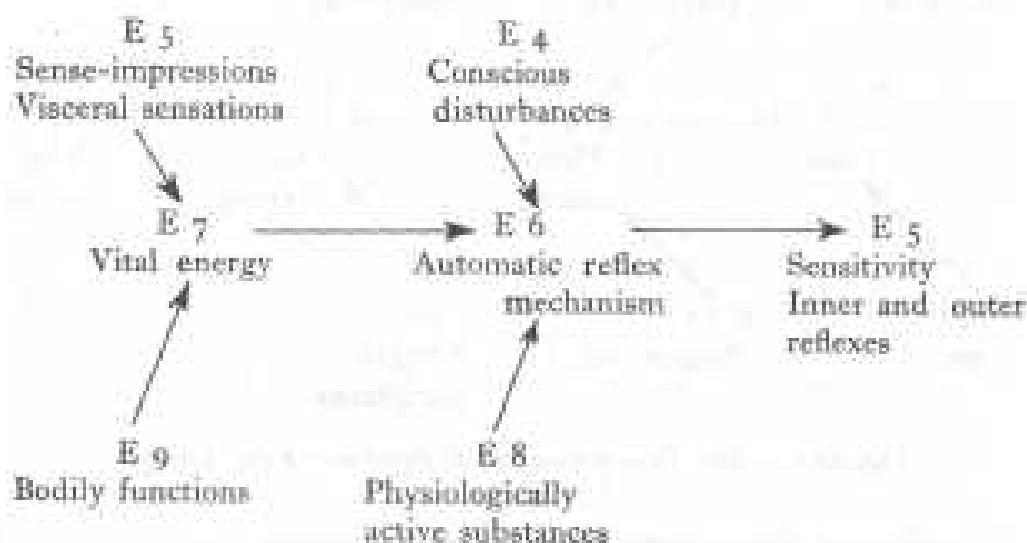 E 5
Sense-impressions
Visceral sensations
E 4
Conscious
disturbances
E 7
Vital energy
E 6
Automatic reflex
mechanism
E 5
Sensitivity
Inner and outer
reflexes
E 9
Bodily functions
E 8
Physiologically
active substances